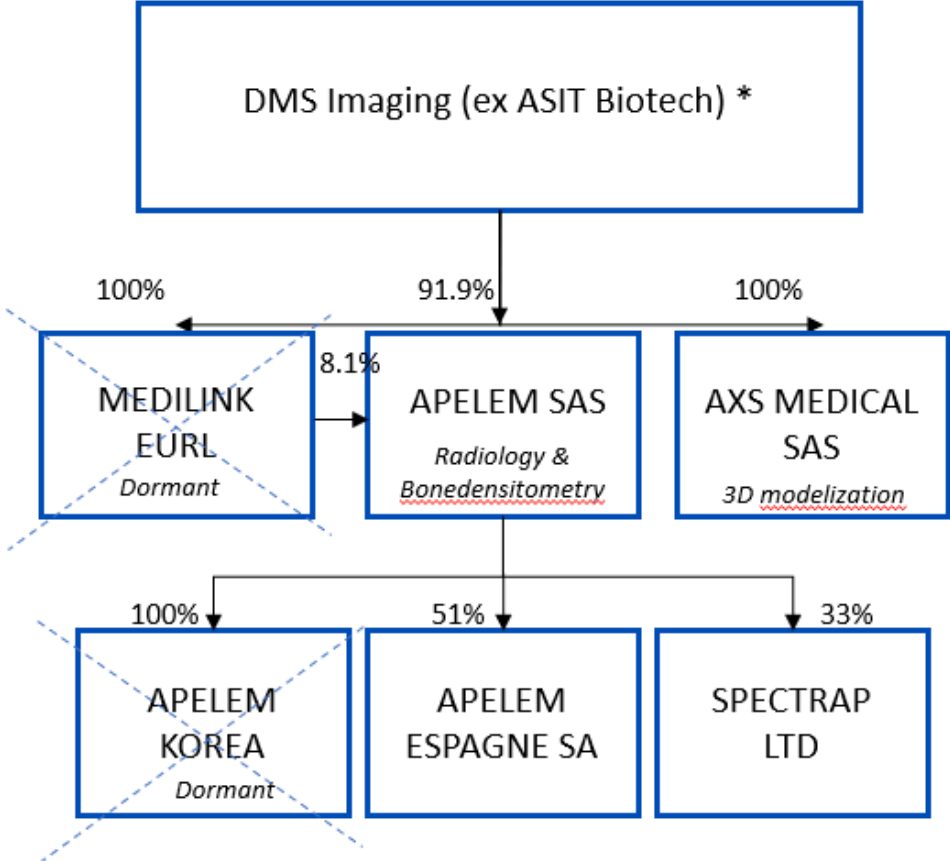 DMS Imaging (ex ASIT Biotech) *
100%
91.9%
100%
8.1%
MEDILINK
EURL
Dormant
APELEM SAS
Radiology &
Bonedensitometry
AXS MEDICAL
SAS
3D modelization
100%
51%
33%
APELEM
KOREA
Dormant
APELEM
ESPAGNE SA
SPECTRAP
LTD